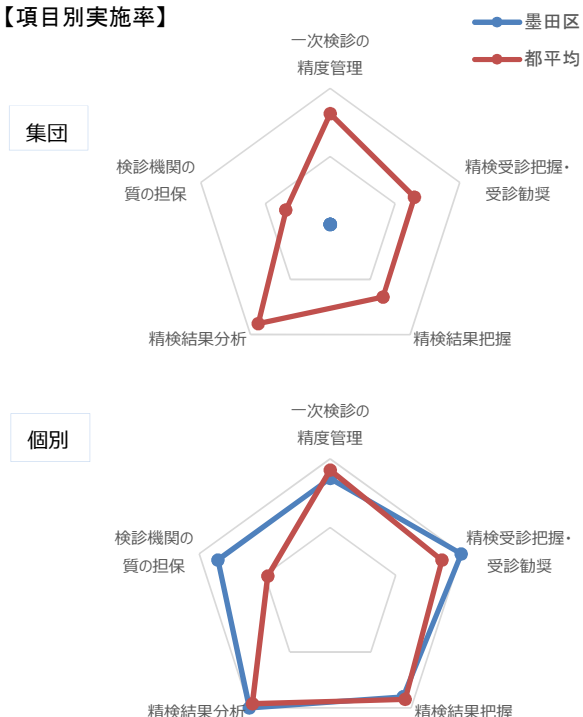 【項目別実施率】
墨田区
都平均
集団
一次検診の
精度管理
検診機関の
質の担保
精検受診把握・
受診勧奨
精検結果分析
精検結果把握
個別
一次検診の
精度管理
検診機関の
質の担保
精検受診把握・
受診勧奨
精検結果分析
精検結果把握